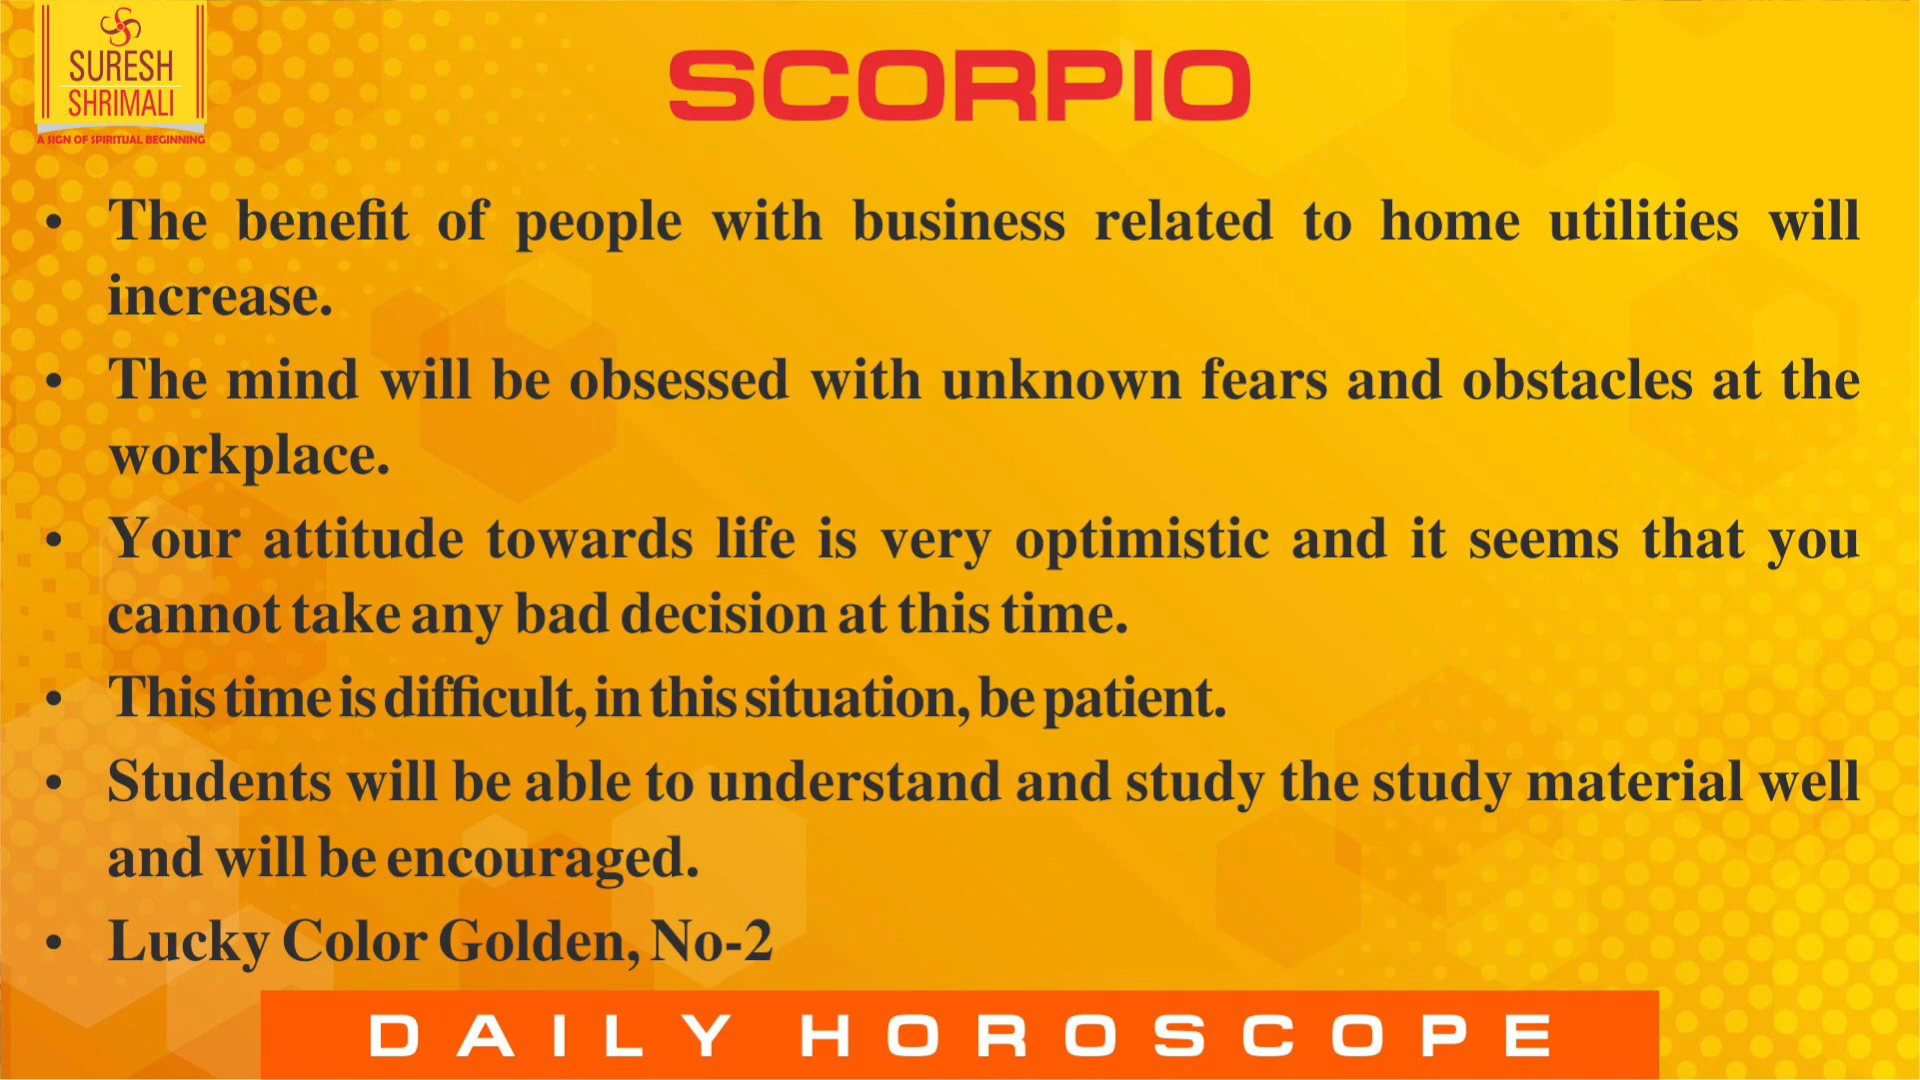 SURESH
SHRIMALI
A SIGN OF SPIRITUAL BEGINNING
SCORPIO
• The benefit of people with business related to home utilities will
increase.
• The mind will be obsessed with unknown fears and obstacles at the
workplace.
• Your attitude towards life is very optimistic and it seems that you
cannot take any bad decision at this time.
• This time is difficult, in this situation, be patient.
• Students will be able to understand and study the study material well
and will be encouraged.
• Lucky Color Golden, No-2
DAILY HOROSCOPE